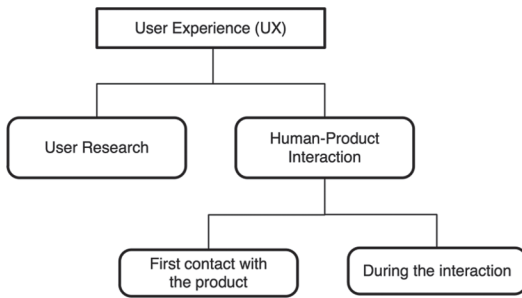 User Experience (UX)
User Research
Human-Product
Interaction
First contact with
the product
During the interaction